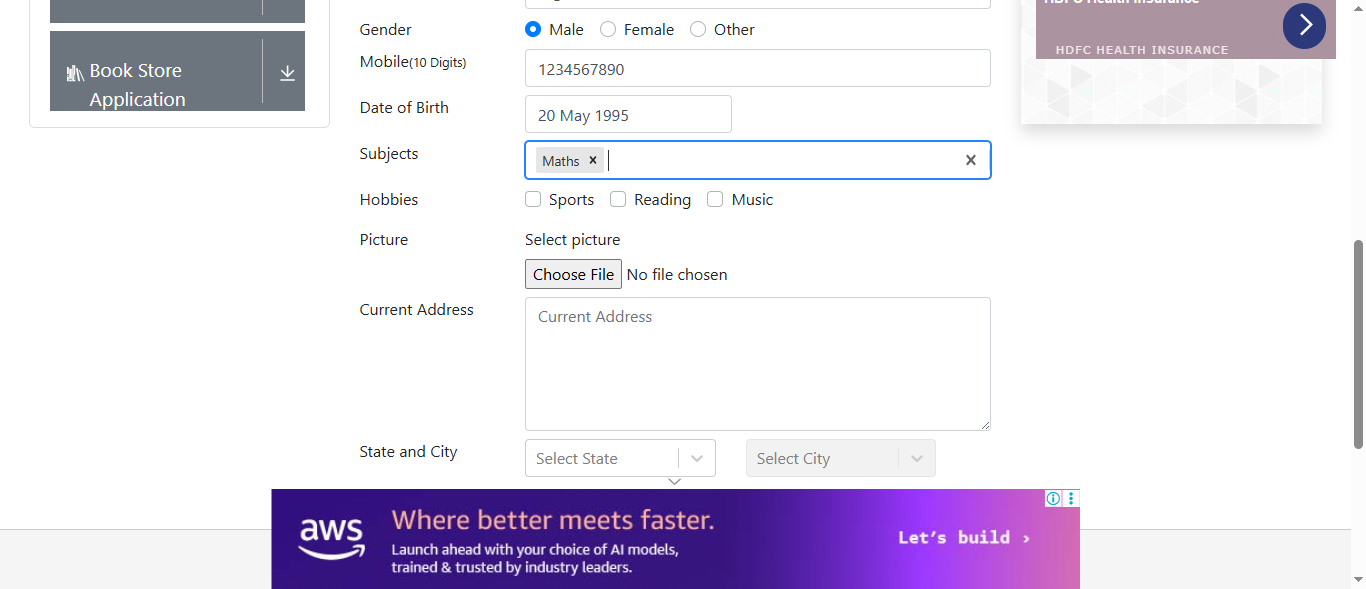 Book Store
Application
Gender
Male
Female
Other
Mobile(10 Digits)
1234567890
Date of Birth
20 May 1995
Subjects
Maths
Hobbies
Sports
Reading
Music
Picture
Select picture
Choose File No file chosen
Current Address
Current Address
State and City
Select State
Select City
HDFC HEALTH INSURANCE
aws
Where better meets faster.
Launch ahead with your choice of AI models,
trained & trusted by industry leaders.
Let's build ›